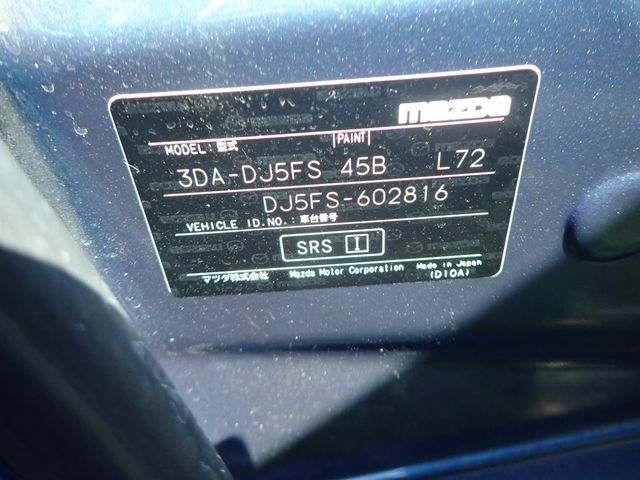 mazda
MODEL: 型式 PAINT
3DA-DJ5FS 45B L72
DJ5FS-602816
VEHICLE ID.NO.: 車台番号
SRS I
マツダ株式会社 Mazda Motor Corporation Made in Japan
(D10A)